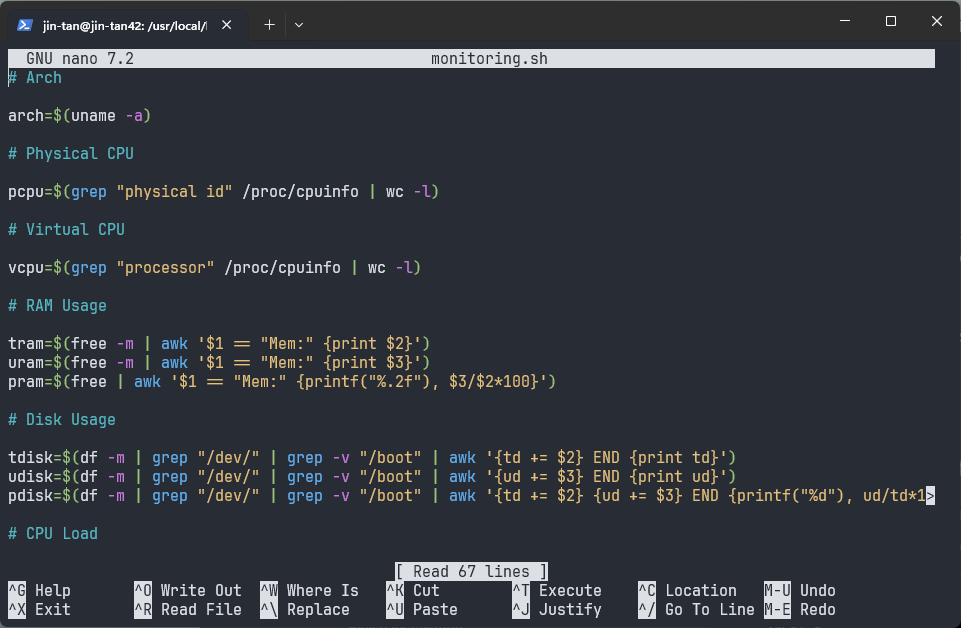 jin-tan@jin-tan42: /usr/local/
GNU nano 7.2 monitoring.sh
# Arch
arch=$(uname -a)
# Physical CPU
pcpu=$(grep "physical id" /proc/cpuinfo | wc -l)
# Virtual CPU
vcpu=$(grep "processor" /proc/cpuinfo | wc -l)
# RAM Usage
tram=$(free -m | awk '$1 == "Mem:" {print $2}')
uram=$(free -m | awk '$1 == "Mem:" {print $3}')
pram=$(free | awk '$1 == "Mem:" {printf("%.2f"), $3/$2*100}')
# Disk Usage
tdisk=$(df -m | grep "/dev/" | grep -v "/boot" | awk '{td += $2} END {print td}')
udisk=$(df -m | grep "/dev/" | grep -v "/boot" | awk '{ud += $3} END {print ud}')
pdisk=$(df -m | grep "/dev/" | grep -v "/boot" | awk '{td += $2} {ud += $3} END {printf("%d"), ud/td*1>
# CPU Load
[ Read 67 lines ]
^G Help ^O Write Out ^W Where Is ^K Cut ^T Execute ^C Location M-U Undo
^X Exit ^R Read File ^\ Replace ^U Paste ^J Justify ^/ Go To Line M-E Redo